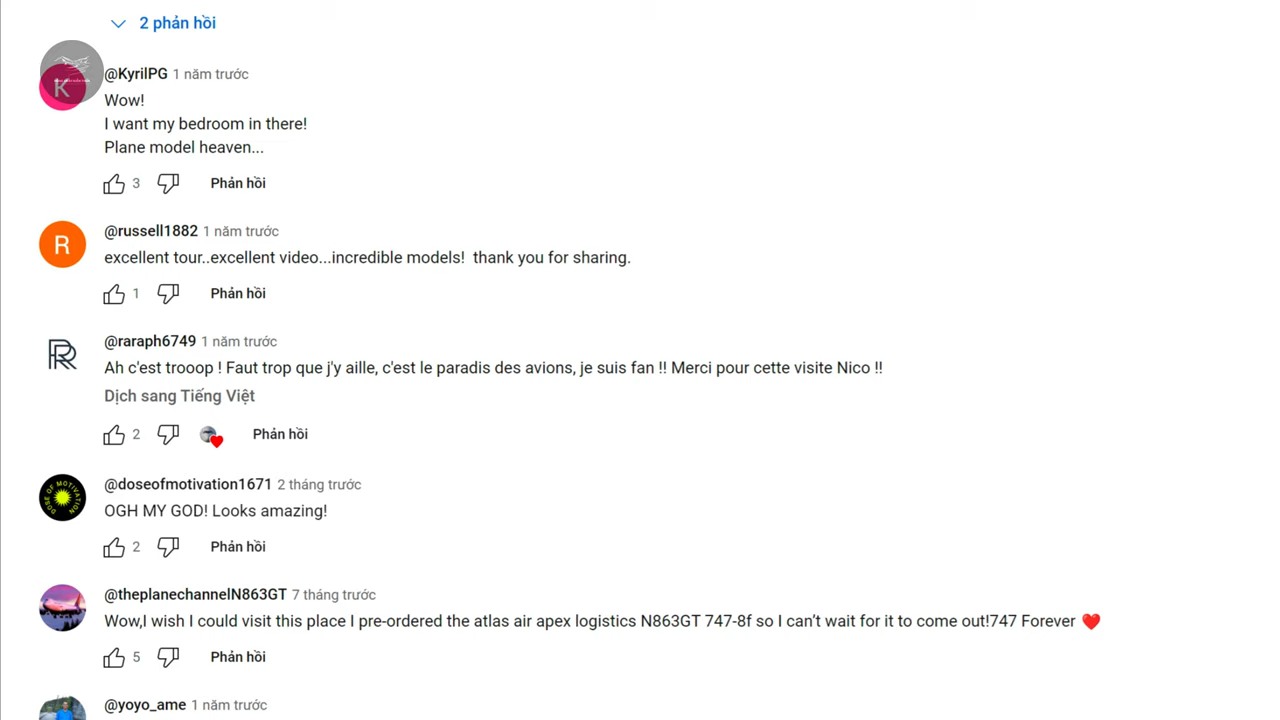 2 phản hồi
K
@KyrilPG 1 năm trước
Wow!
I want my bedroom in there!
Plane model heaven...
3 Phản hồi
R
@russell1882 1 năm trước
excellent tour..excellent video...incredible models!  thank you for sharing.
1 Phản hồi
@raraph6749 1 năm trước
Ah c'est trooop ! Faut trop que j'y aille, c'est le paradis des avions, je suis fan !! Merci pour cette visite Nico !!
Dịch sang Tiếng Việt
2 Phản hồi
DOSE OF MOTIVATION
@doseofmotivation1671 2 tháng trước
OGH MY GOD! Looks amazing!
2 Phản hồi
@theplanechannelN863GT 7 tháng trước
Wow,I wish I could visit this place I pre-ordered the atlas air apex logistics N863GT 747-8f so I can’t wait for it to come out!747 Forever ❤️
5 Phản hồi
@yoyo_ame 1 năm trước